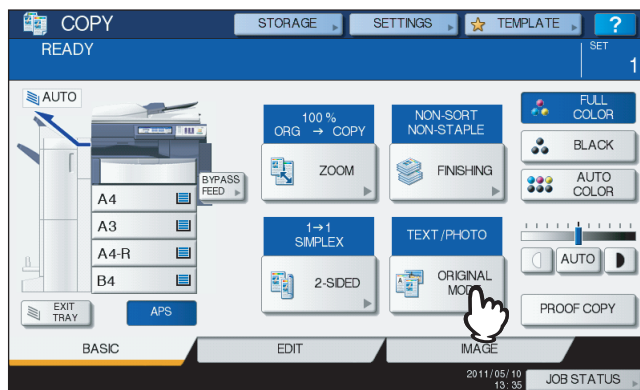 COPY
STORAGE
SETTINGS
TEMPLATE
?
READY
SET
1
AUTO
BYPASS
FEED
A4
A3
A4-R
B4
EXIT
TRAY
APS
100 %
ORG → COPY
ZOOM
NON-SORT
NON-STAPLE
FINISHING
1→1
SIMPLEX
2-SIDED
TEXT/PHOTO
ORIGINAL
MODE
FULL
COLOR
BLACK
AUTO
COLOR
AUTO
PROOF COPY
BASIC
EDIT
IMAGE
2011/05/10
13:35
JOB STATUS